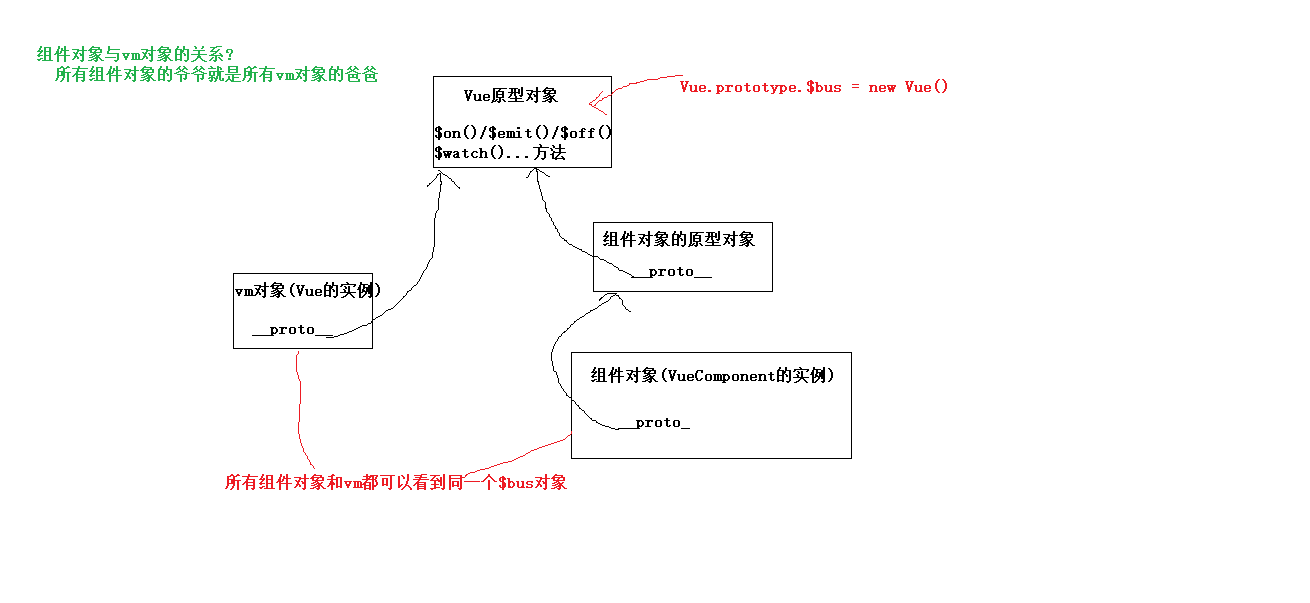 组件对象与vm对象的关系?
所有组件对象的爷爷就是所有vm对象的爸爸
Vue原型对象
$on()/$emit()/$off()
$watch()...方法
Vue.prototype.$bus = new Vue()
组件对象的原型对象
__proto__
vm对象(Vue的实例)
__proto__
组件对象(VueComponent的实例)
__proto_
所有组件对象和vm都可以看到同一个$bus对象